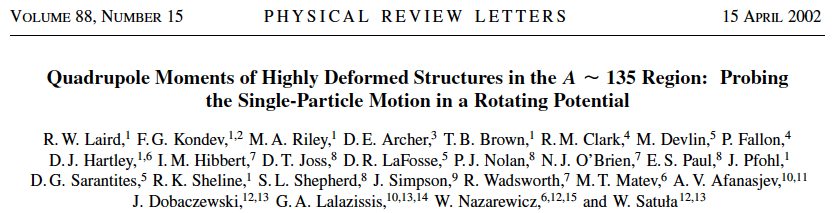 VOLUME 88, NUMBER 15 PHYSICAL REVIEW LETTERS 15 APRIL 2002
Quadrupole Moments of Highly Deformed Structures in the A ∼ 135 Region: Probing
the Single-Particle Motion in a Rotating Potential
R. W. Laird,¹ F. G. Kondev,¹,² M. A. Riley,¹ D. E. Archer,³ T. B. Brown,¹ R. M. Clark,⁴ M. Devlin,⁵ P. Fallon,⁴
D. J. Hartley,¹,⁶ I. M. Hibbert,⁷ D. T. Joss,⁸ D. R. LaFosse,⁵ P. J. Nolan,⁸ N. J. O'Brien,⁷ E. S. Paul,⁸ J. Pfohl,¹
D. G. Sarantites,⁵ R. K. Sheline,¹ S. L. Shepherd,⁸ J. Simpson,⁹ R. Wadsworth,⁷ M. T. Matev,⁶ A. V. Afanasjev,¹⁰,¹¹
J. Dobaczewski,¹²,¹³ G. A. Lalazissis,¹⁰,¹³,¹⁴ W. Nazarewicz,⁶,¹²,¹⁵ and W. Satuła¹²,¹³